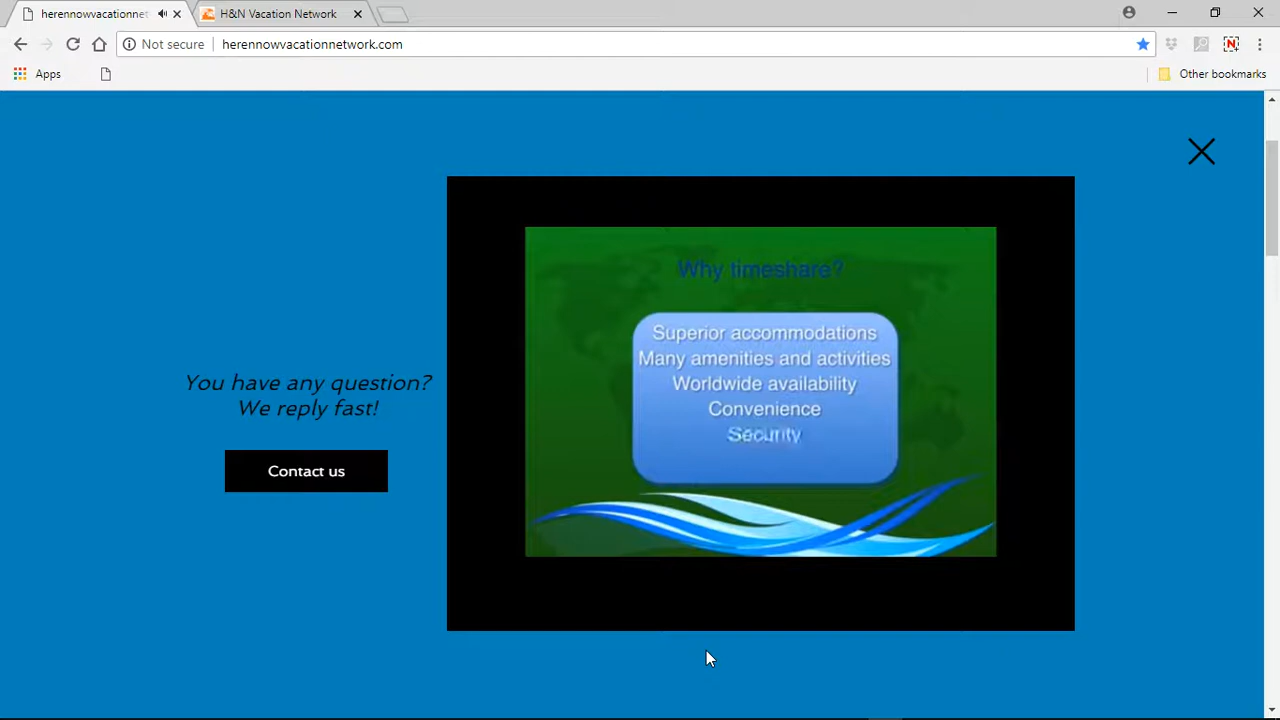 herennowvacationnet
H&N Vacation Network
Not secure
herennowvacationnetwork.com
Apps
Other bookmarks
Why timeshare?
Superior accommodations
Many amenities and activities
Worldwide availability
Convenience
Security
You have any question?
We reply fast!
Contact us